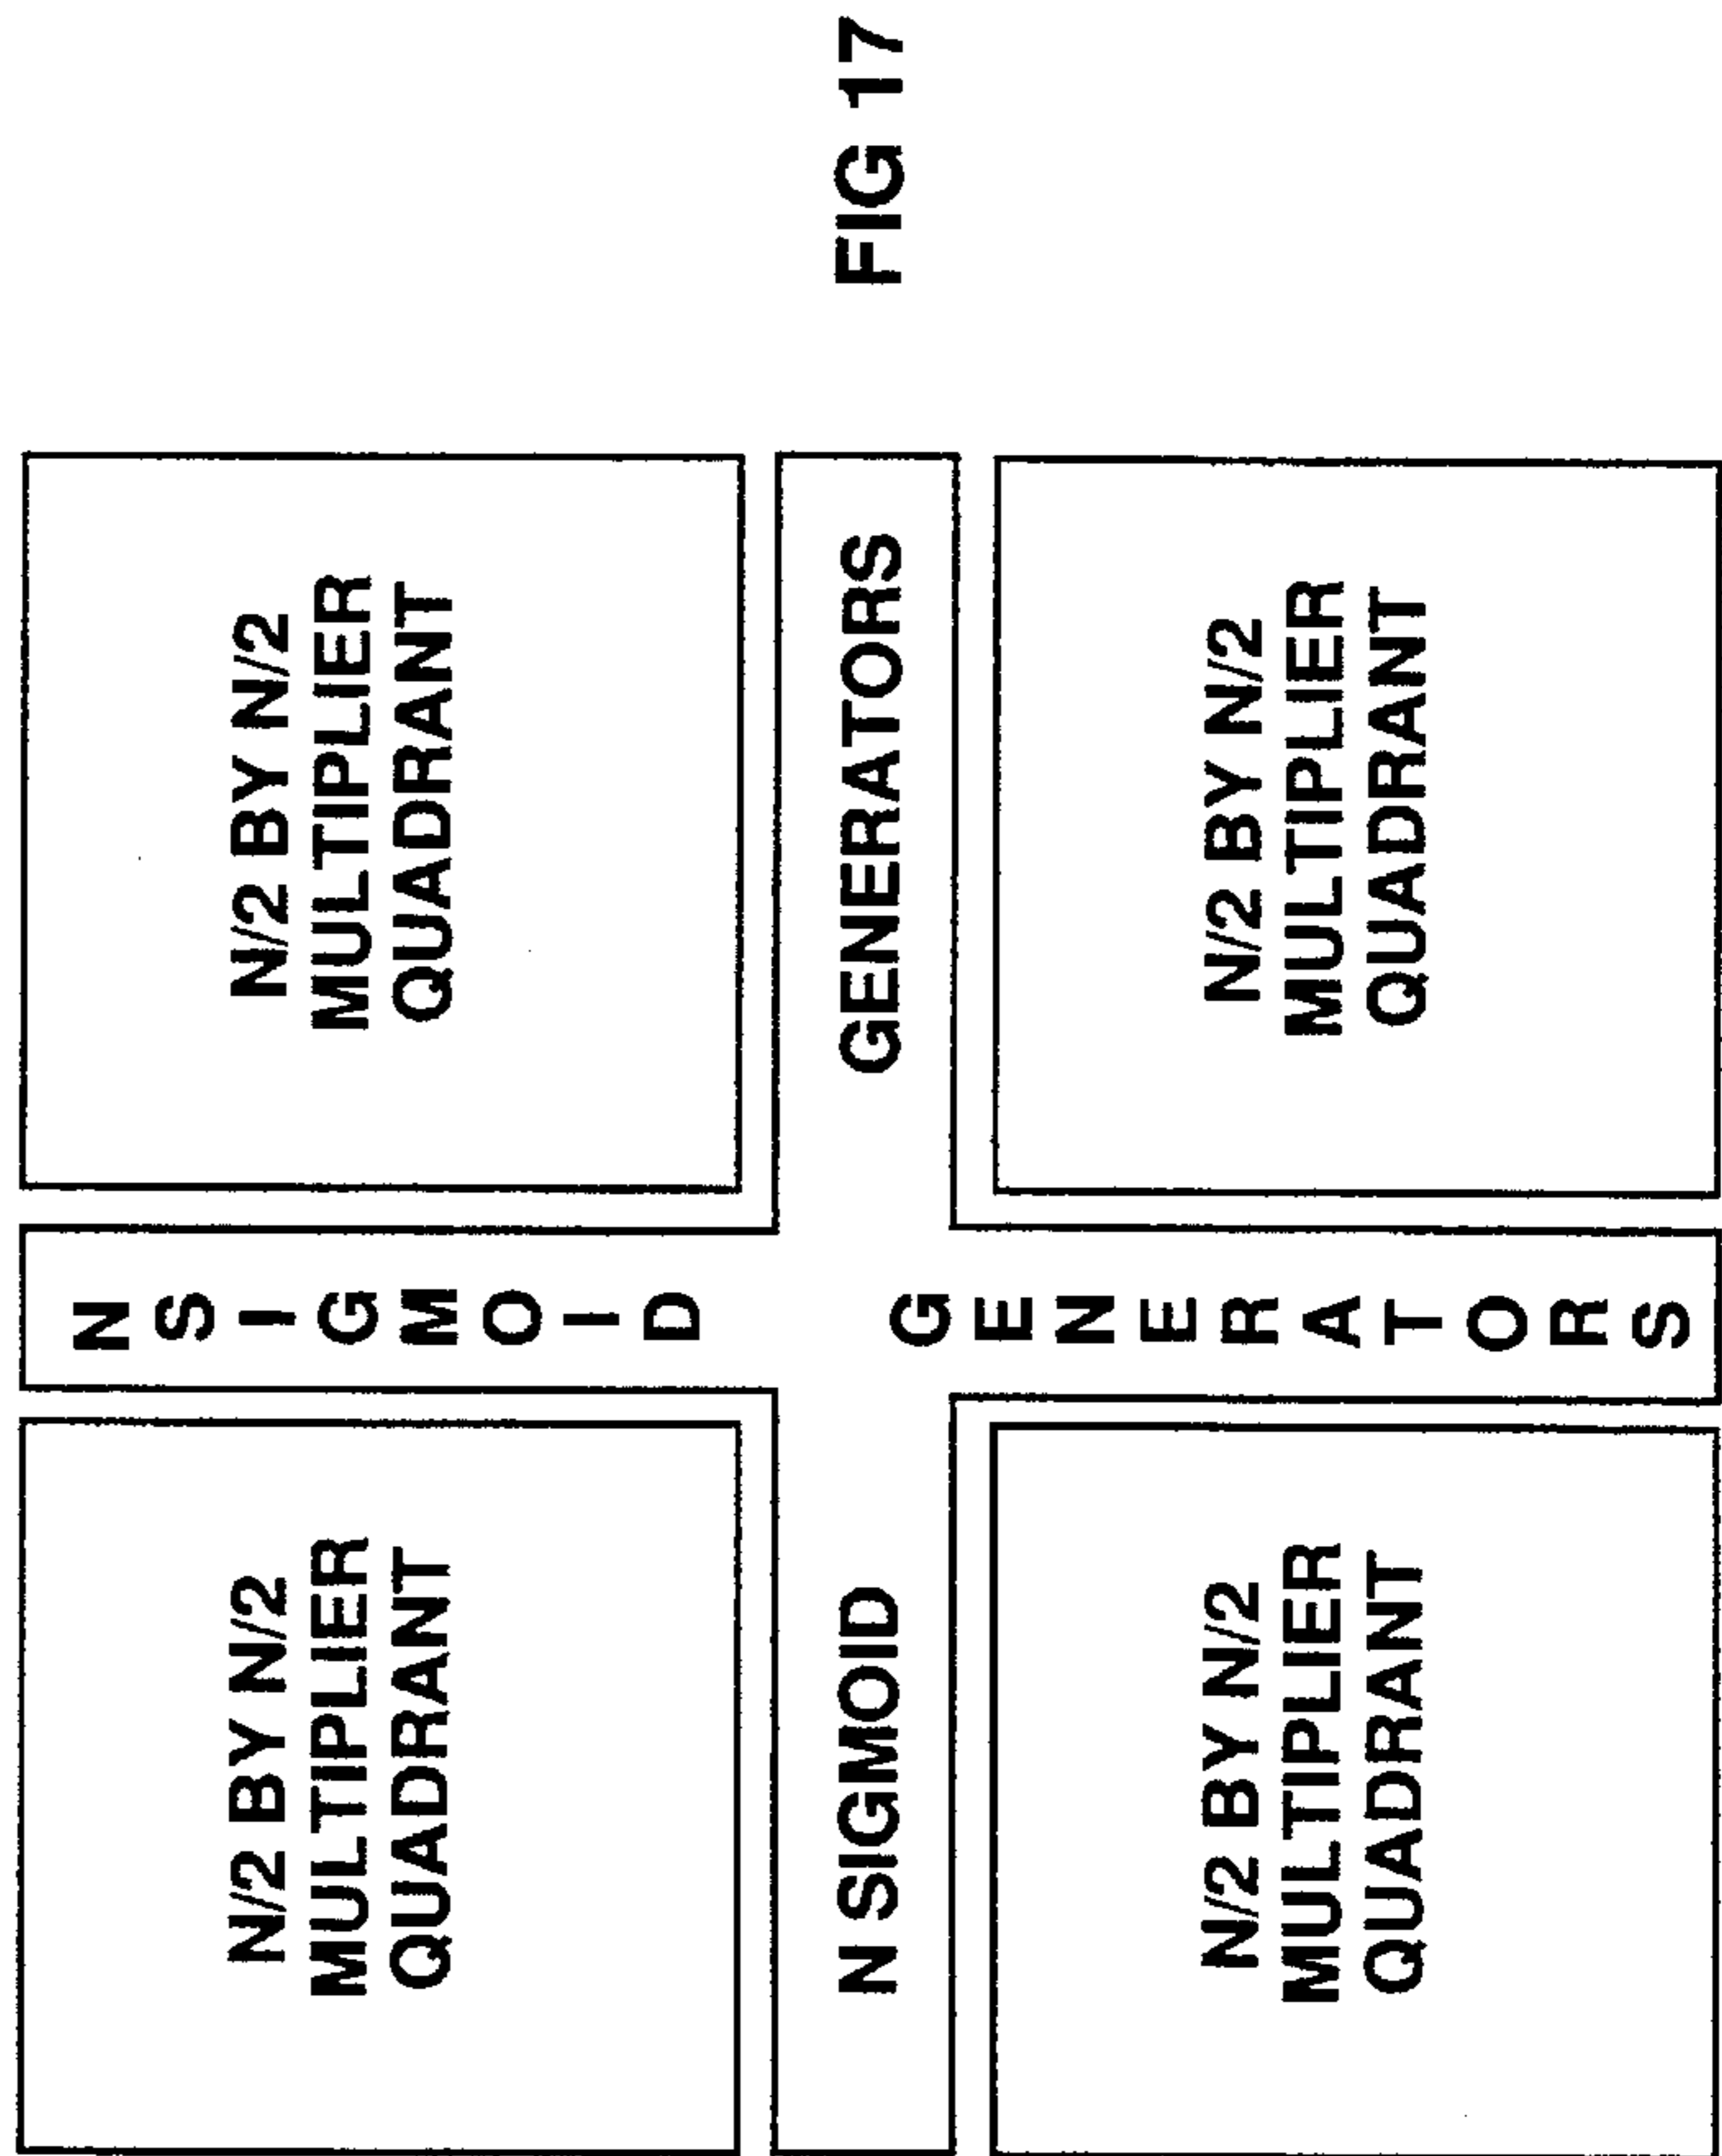 N/2 BY N/2
MULTIPLIER
QUADRANT
N/2 BY N/2
MULTIPLIER
QUADRANT
N SIGMOID GENERATORS
N SIGMOID GENERATORS
N/2 BY N/2
MULTIPLIER
QUADRANT
N/2 BY N/2
MULTIPLIER
QUADRANT
FIG 17